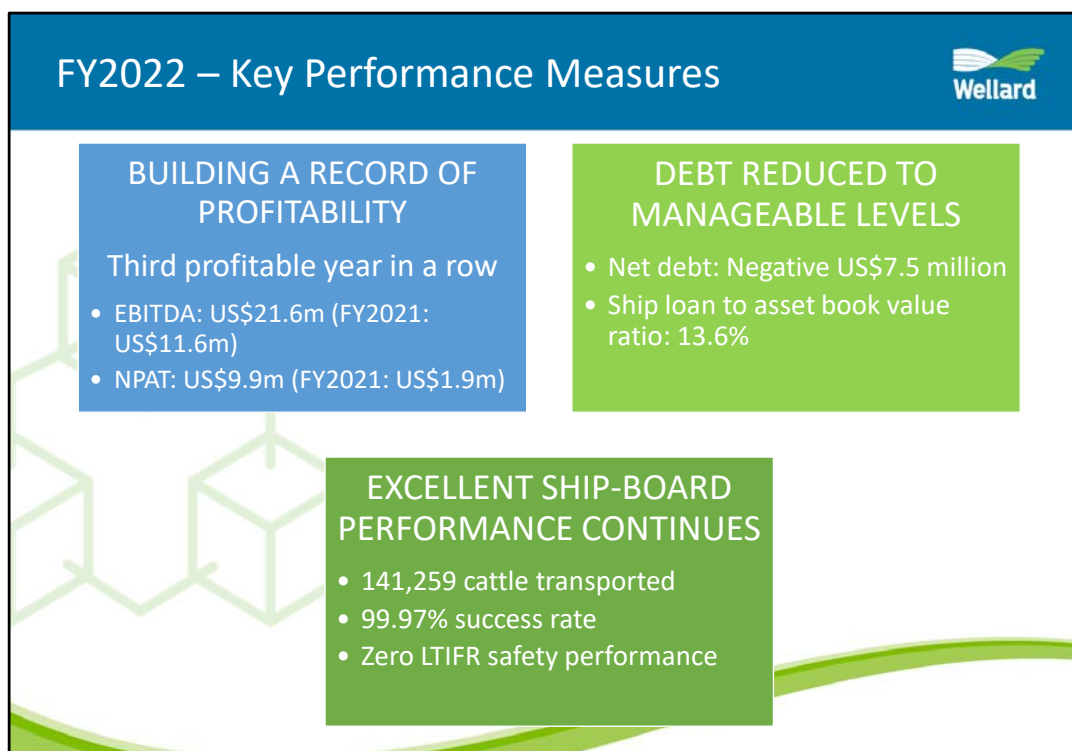 FY2022 – Key Performance Measures
Wellard
BUILDING A RECORD OF
PROFITABILITY
Third profitable year in a row
• EBITDA: US$21.6m (FY2021:
US$11.6m)
• NPAT: US$9.9m (FY2021: US$1.9m)
DEBT REDUCED TO
MANAGEABLE LEVELS
• Net debt: Negative US$7.5 million
• Ship loan to asset book value
ratio: 13.6%
EXCELLENT SHIP-BOARD
PERFORMANCE CONTINUES
• 141,259 cattle transported
• 99.97% success rate
• Zero LTIFR safety performance